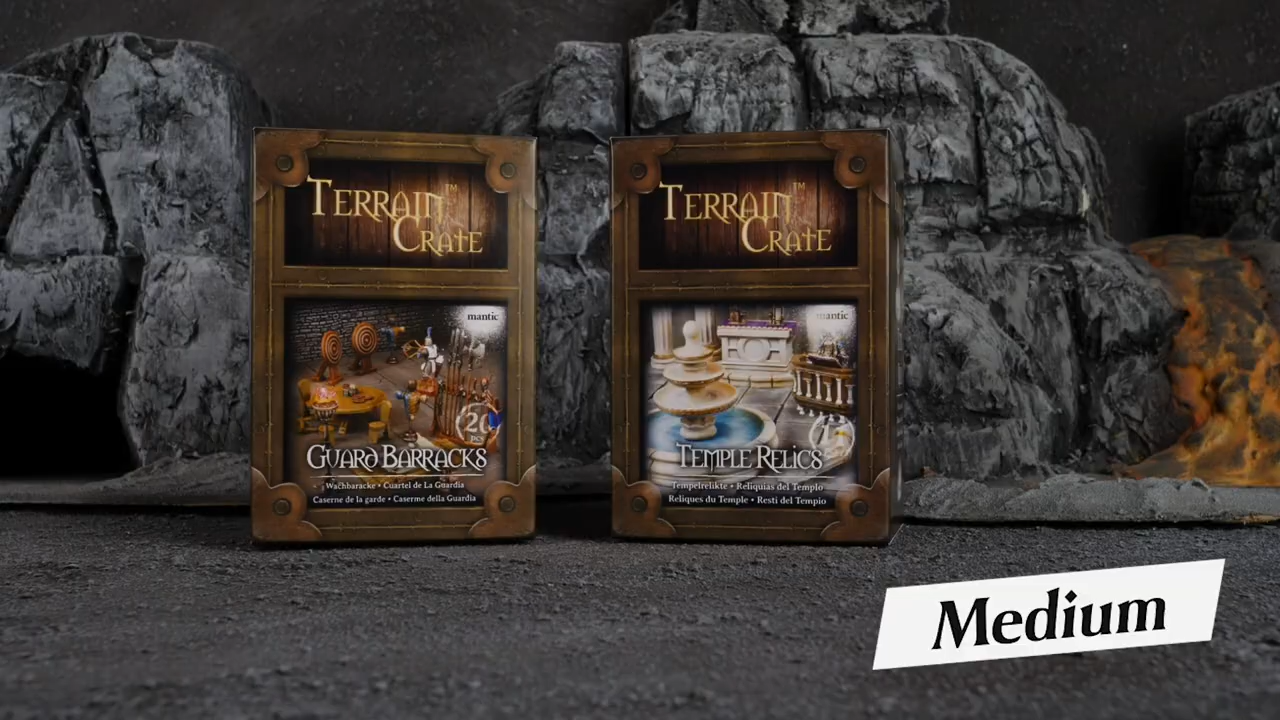 TERRAIN™
CRATE
mantic
20
PCS
GUARD BARRACKS
Wachbaracke • Cuartel de La Guardia
Caserne de la garde • Caserme della Guardia
TERRAIN™
CRATE
mantic
TEMPLE RELICS
Tempelrelikte • Reliquias del Templo
Reliques du Temple • Resti del Tempio
Medium